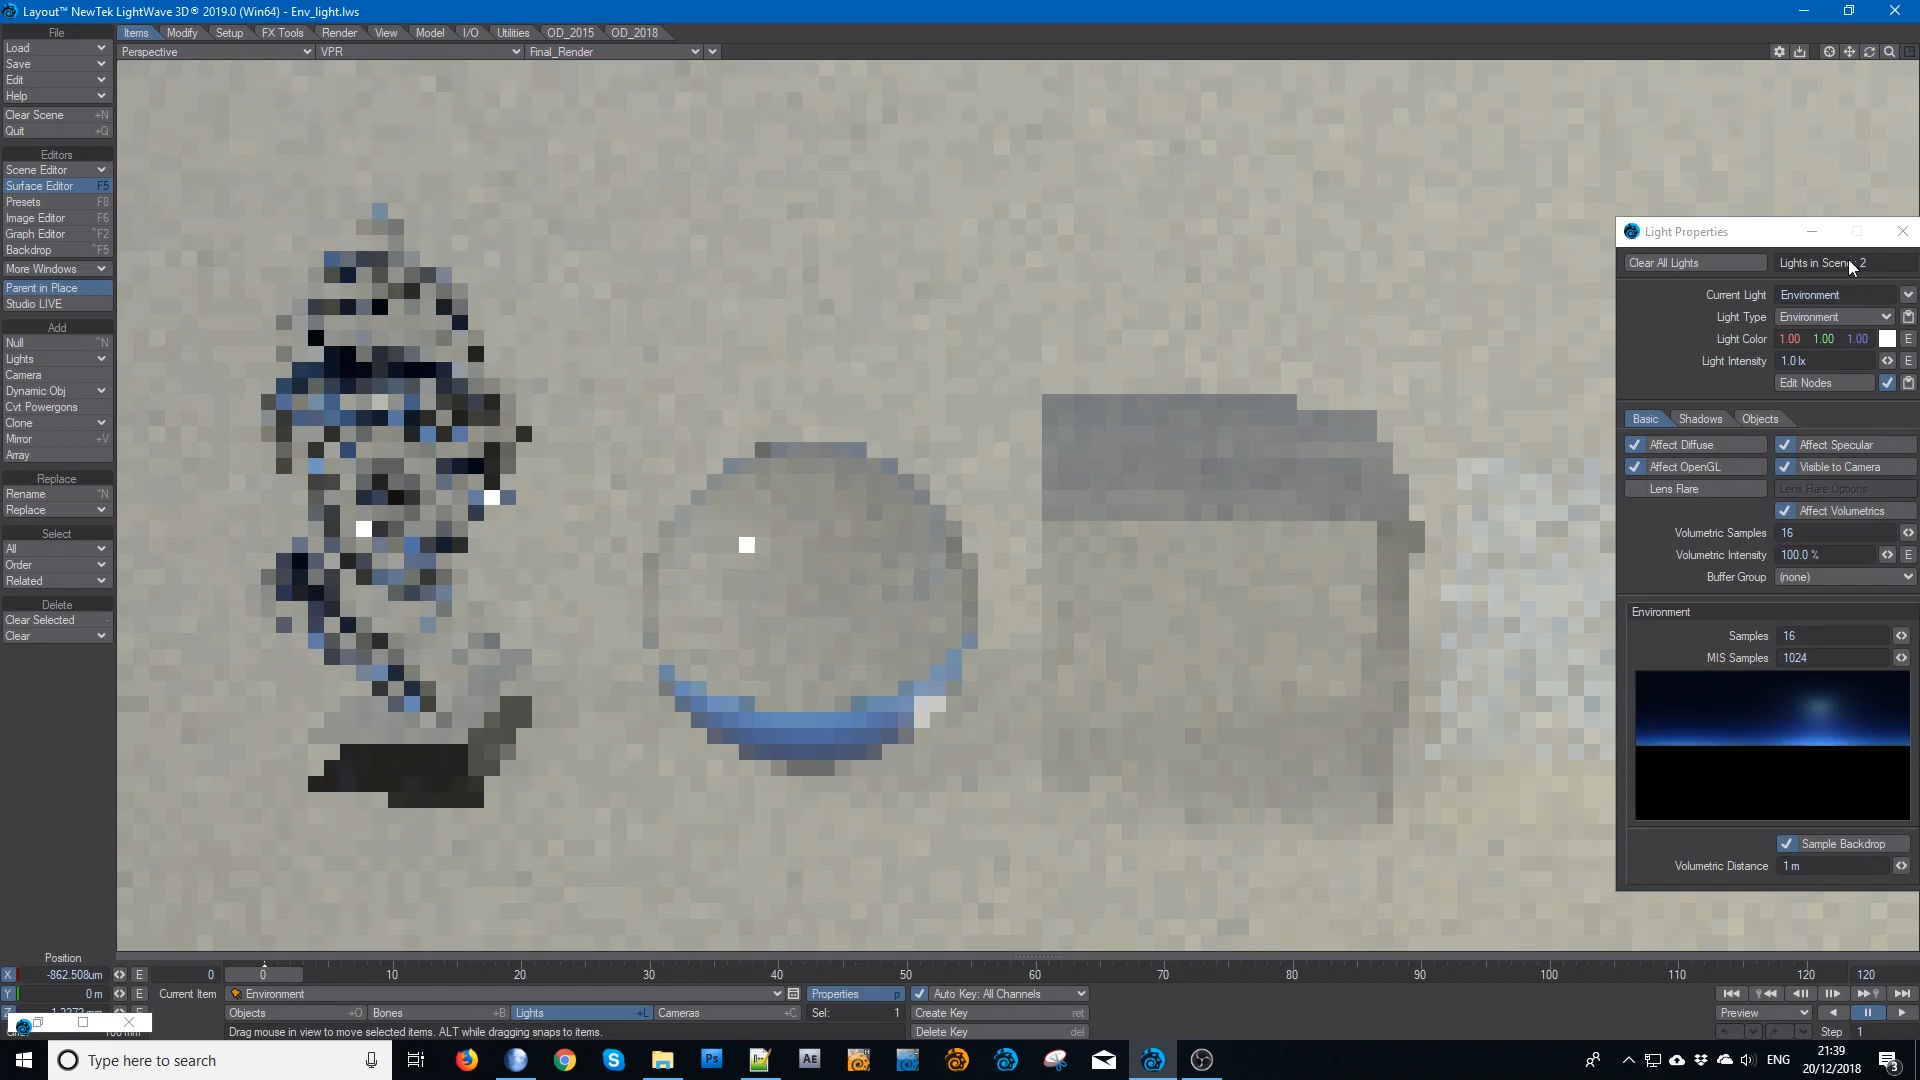 Layout™ NewTek LightWave 3D® 2019.0 (Win64) - Env_light.lws
File
Items Modify Setup FX Tools Render View Model I/O Utilities OD_2015 OD_2018
Load
Perspective VPR Final_Render
Save
Edit
Help
Clear Scene +N
Quit +Q
Editors
Scene Editor
Surface Editor F5
Presets F8
Image Editor F6
Graph Editor ^F2
Backdrop ^F5
More Windows
Parent in Place
Studio LIVE
Add
Null ^N
Lights
Camera
Dynamic Obj
Cvt Powergons
Clone
Mirror +V
Array
Replace
Rename ^N
Replace
Select
All
Order
Related
Delete
Clear Selected -
Clear
Light Properties
Clear All Lights Lights in Scene: 2
Current Light Environment
Light Type Environment
Light Color 1.00 1.00 1.00 E
Light Intensity 1.0 lx E
Edit Nodes
Basic Shadows Objects
Affect Diffuse Affect Specular
Affect OpenGL Visible to Camera
Lens Flare Lens Flare Options
Affect Volumetrics
Volumetric Samples 16
Volumetric Intensity 100.0 % E
Buffer Group (none)
Environment
Samples 16
MIS Samples 1024
Sample Backdrop
Volumetric Distance 1 m
Position
X -862.508um E 0 0 10 20 30 40 50 60 70 80 90 100 110 120 120
Y 0 m E Current Item Environment Properties p Auto Key: All Channels
Z E Objects +O Bones +B Lights +L Cameras +C Sel: 1 Create Key ret Preview
Drag mouse in view to move selected items. ALT while dragging snaps to items. Delete Key del Step 1
Type here to search
Ps
AE
ENG
21:39
20/12/2018
3